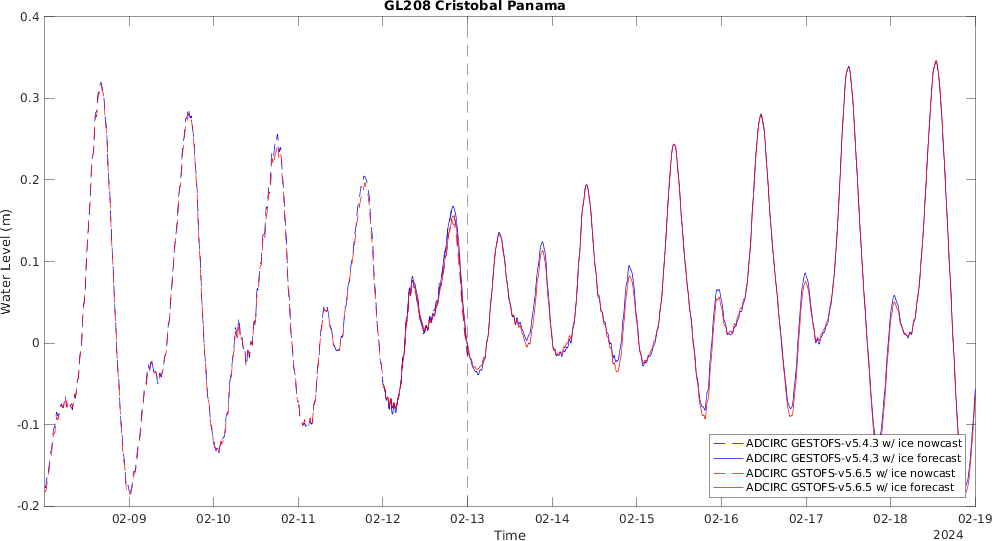 GL208 Cristobal Panama
0.4
0.3
0.2
0.1
0
-0.1
-0.2
Water Level (m)
ADCIRC GESTOFS-v5.4.3 w/ ice nowcast
ADCIRC GESTOFS-v5.4.3 w/ ice forecast
ADCIRC GSTOFS-v5.6.5 w/ ice nowcast
ADCIRC GSTOFS-v5.6.5 w/ ice forecast
02-09 02-10 02-11 02-12 02-13 02-14 02-15 02-16 02-17 02-18 02-19
Time
2024